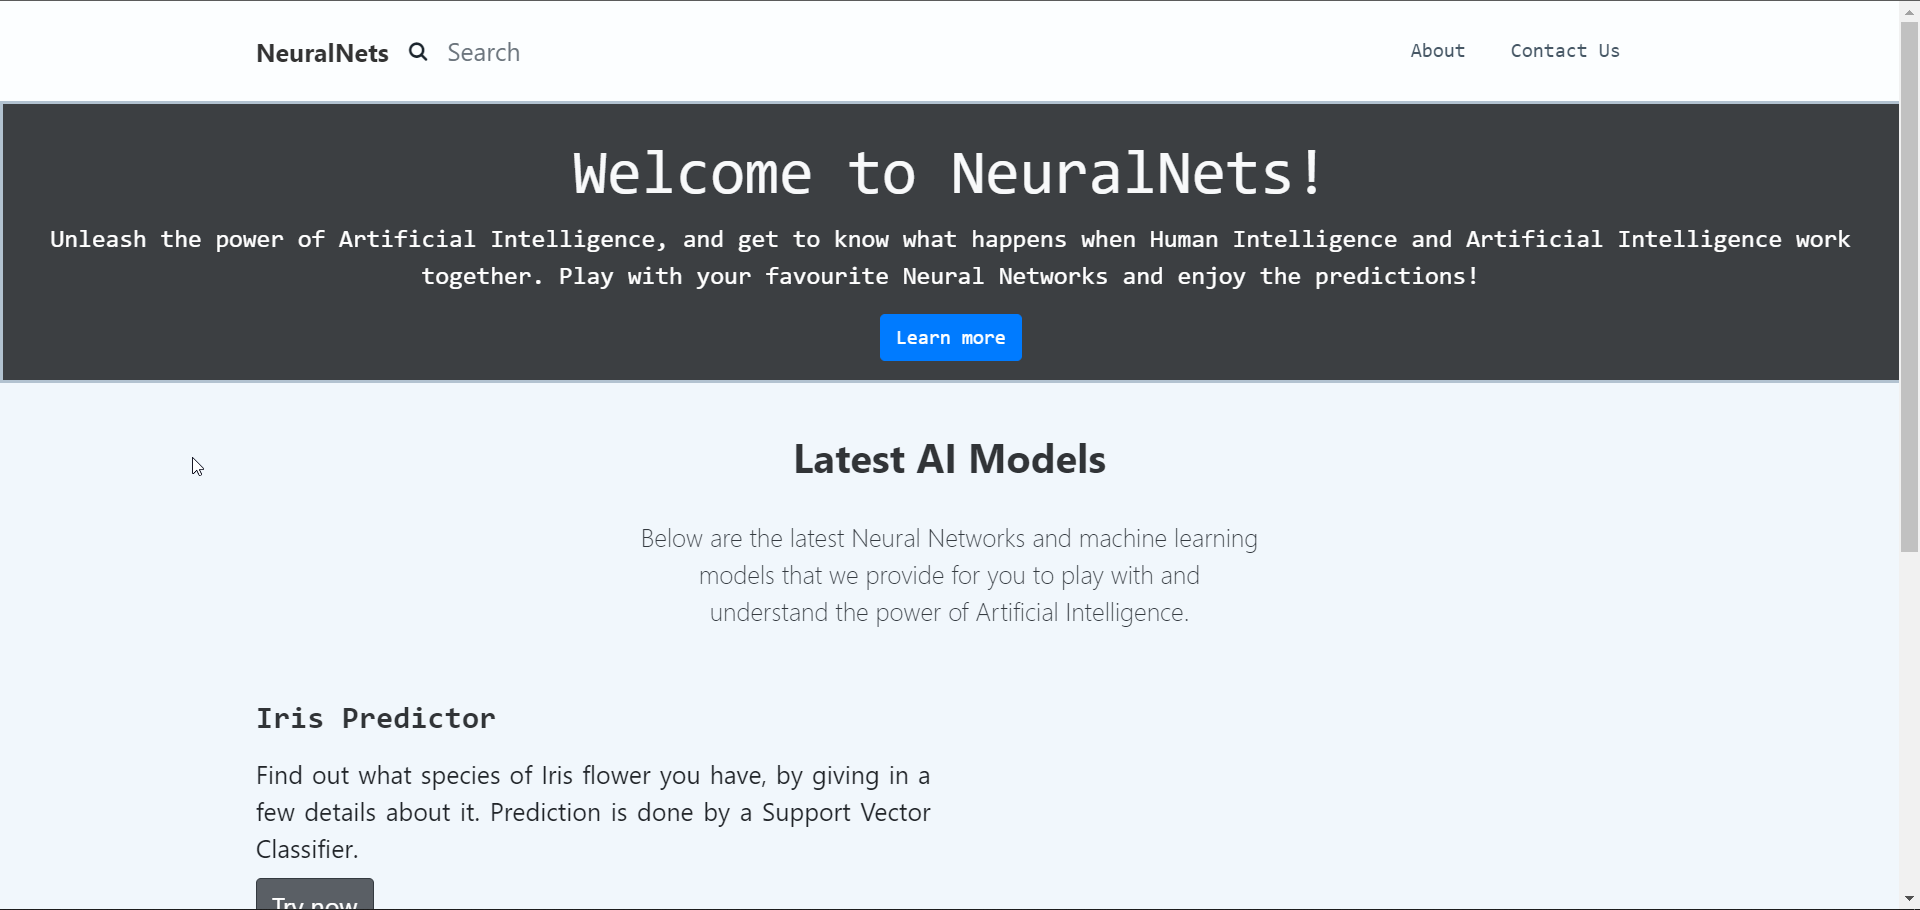 NeuralNets Search About Contact Us
Welcome to NeuralNets!
Unleash the power of Artificial Intelligence, and get to know what happens when Human Intelligence and Artificial Intelligence work
together. Play with your favourite Neural Networks and enjoy the predictions!
Learn more
Latest AI Models
Below are the latest Neural Networks and machine learning
models that we provide for you to play with and
understand the power of Artificial Intelligence.
Iris Predictor
Find out what species of Iris flower you have, by giving in a
few details about it. Prediction is done by a Support Vector
Classifier.
Try now